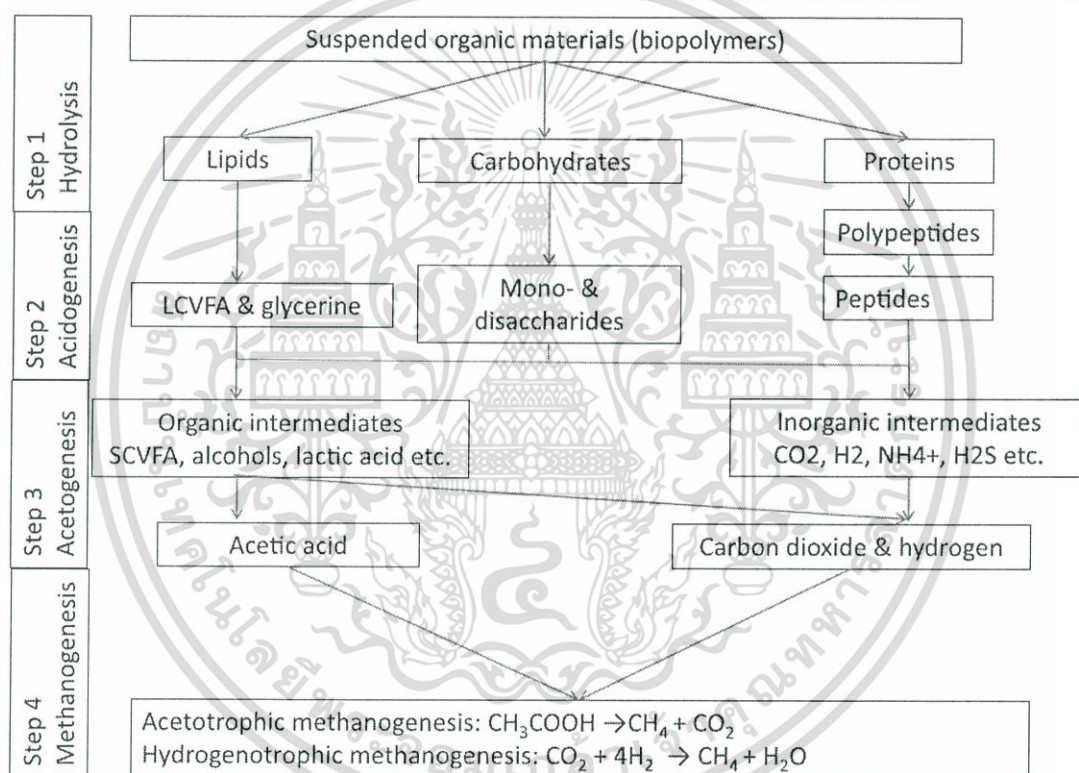 Suspended organic materials (biopolymers)
Step 1
Hydrolysis
Lipids
Carbohydrates
Proteins
Polypeptides
Step 2
Acidogenesis
LCVFA & glycerine
Mono- &
disaccharides
Peptides
Step 3
Acetogenesis
Organic intermediates
SCVFA, alcohols, lactic acid etc.
Inorganic intermediates
CO2, H2, NH4+, H2S etc.
Acetic acid
Carbon dioxide & hydrogen
Step 4
Methanogenesis
Acetotrophic methanogenesis: CH₃COOH →CH₄ + CO₂
Hydrogenotrophic methanogenesis: CO₂ + 4H₂ → CH₄ + H₂O